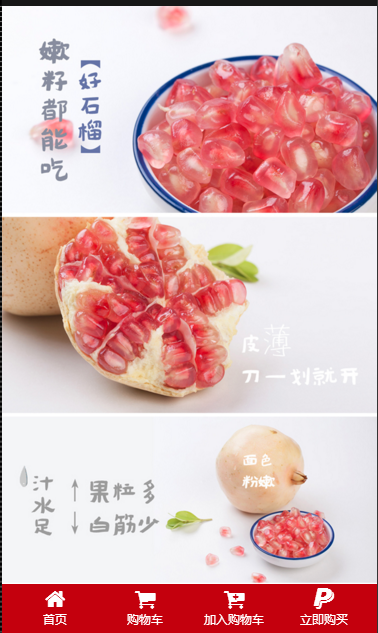 【好石榴】
嫩籽都能吃
皮薄
刀一划就开
汁水足
↑果粒多
↓白筋少
面色
粉嫩
首页
购物车
加入购物车
立即购买